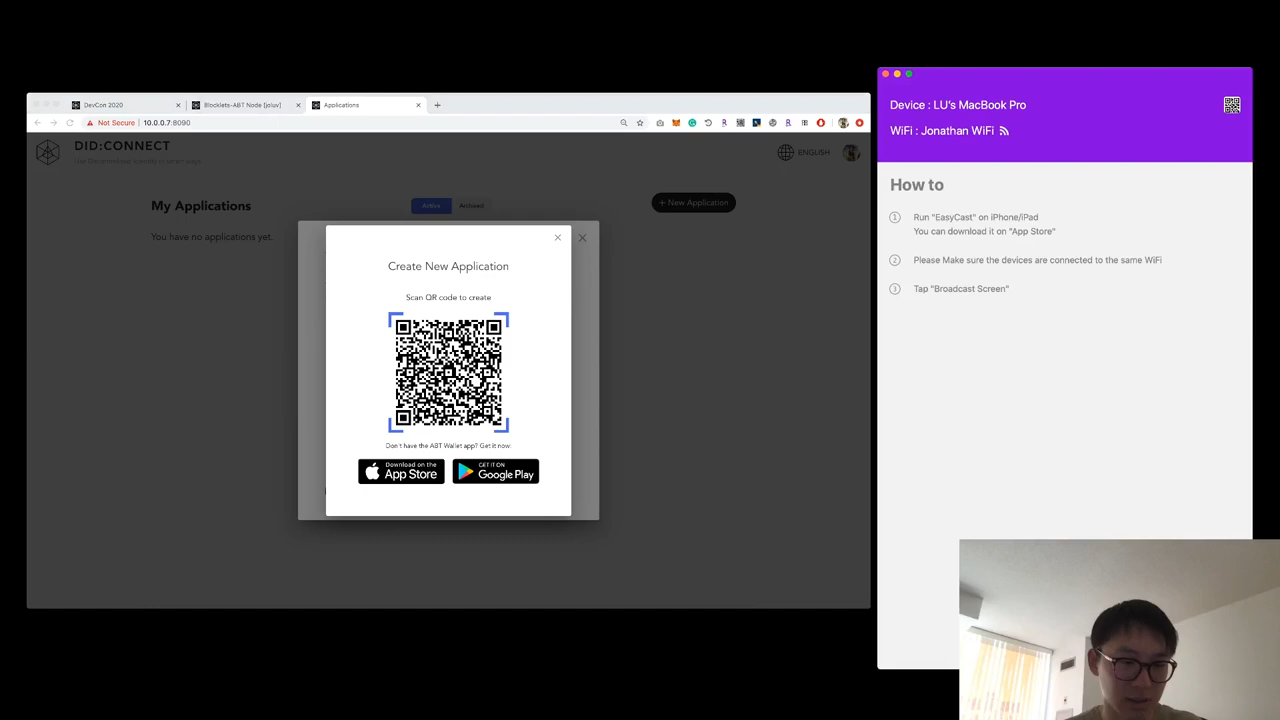 DevCon 2020
Blocklets-ABT Node [joluv]
Applications
Not Secure
10.0.0.7:8090
DID:CONNECT
ENGLISH
My Applications
Active
Archived
+ New Application
You have no applications yet.
Create New Application
Scan QR code to create
Don't have the ABT Wallet app? Get it now.
Download on the
App Store
GET IT ON
Google Play
Device : LU's MacBook Pro
WiFi : Jonathan WiFi
How to
1 Run "EasyCast" on iPhone/iPad
You can download it on "App Store"
2 Please Make sure the devices are connected to the same WiFi
3 Tap "Broadcast Screen"